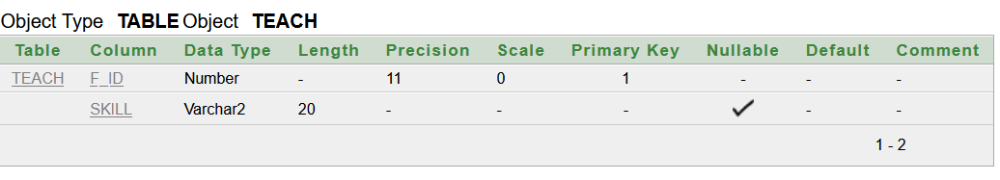 Object Type TABLE Object TEACH
Table Column Data Type Length Precision Scale Primary Key Nullable Default Comment
TEACH F_ID Number - 11 0 1 - - -
SKILL Varchar2 20 - - - ✓ - -
1 - 2